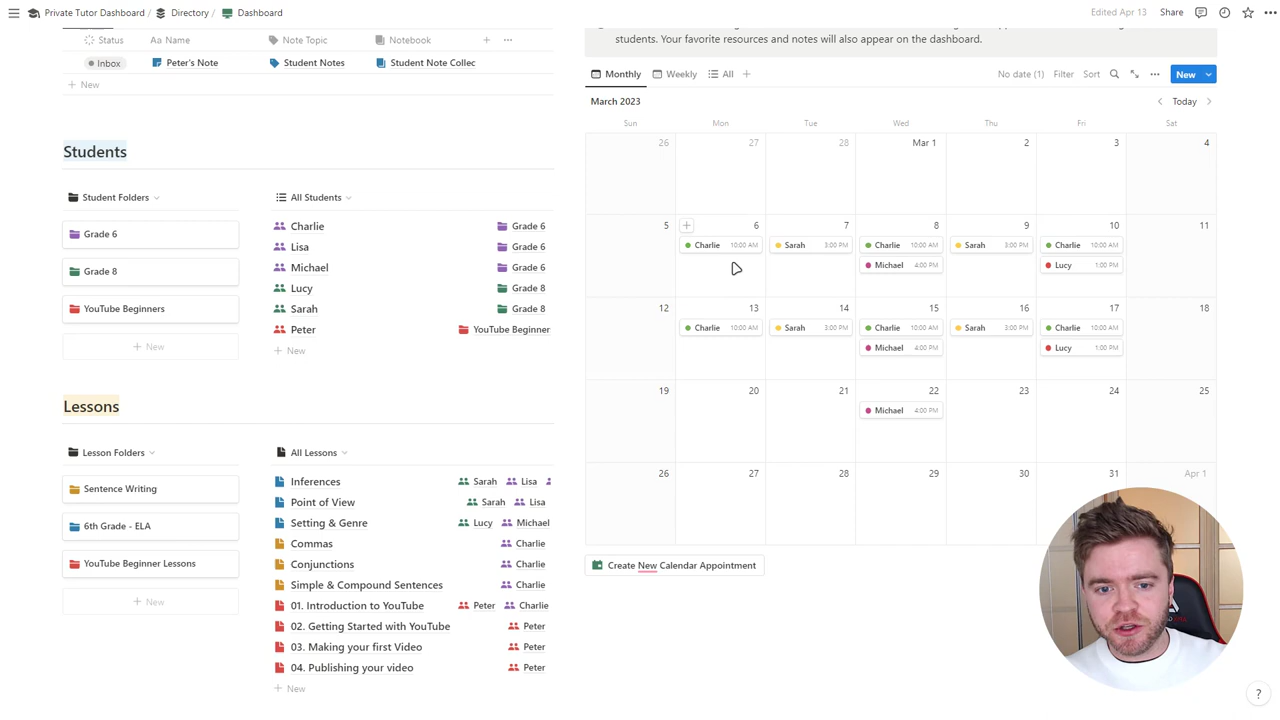 Private Tutor Dashboard / Directory / Dashboard
Edited Apr 13 Share
Status Aa Name Note Topic Notebook
Inbox Peter's Note Student Notes Student Note Collec
+ New
Students
Student Folders
Grade 6
Grade 8
YouTube Beginners
+ New
All Students
Charlie Grade 6
Lisa Grade 6
Michael Grade 6
Lucy Grade 8
Sarah Grade 8
Peter YouTube Beginner
+ New
Lessons
Lesson Folders
Sentence Writing
6th Grade - ELA
YouTube Beginner Lessons
+ New
All Lessons
Inferences Sarah Lisa
Point of View Sarah Lisa
Setting & Genre Lucy Michael
Commas Charlie
Conjunctions Charlie
Simple & Compound Sentences Charlie
01. Introduction to YouTube Peter Charlie
02. Getting Started with YouTube Peter
03. Making your first Video Peter
04. Publishing your video Peter
+ New
students. Your favorite resources and notes will also appear on the dashboard.
Monthly Weekly All +
No date (1) Filter Sort New
March 2023
Today
Sun Mon Tue Wed Thu Fri Sat
26 27 28 Mar 1 2 3 4
5 6 7 8 9 10 11
Charlie 10:00 AM Sarah 3:00 PM Charlie 10:00 AM Sarah 3:00 PM Charlie 10:00 AM
Michael 4:00 PM Lucy 1:00 PM
12 13 14 15 16 17 18
Charlie 10:00 AM Sarah 3:00 PM Charlie 10:00 AM Sarah 3:00 PM Charlie 10:00 AM
Michael 4:00 PM Lucy 1:00 PM
19 20 21 22 23 24 25
Michael 4:00 PM
26 27 28 29 30 31 Apr 1
Create New Calendar Appointment
?